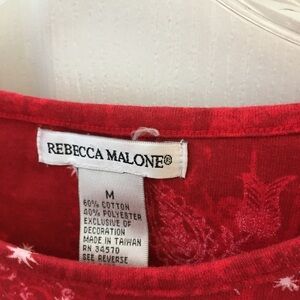 REBECCA MALONE®
M
60% COTTON
40% POLYESTER
EXCLUSIVE OF
DECORATION
MADE IN TAIWAN
RN 34570
SEE REVERSE